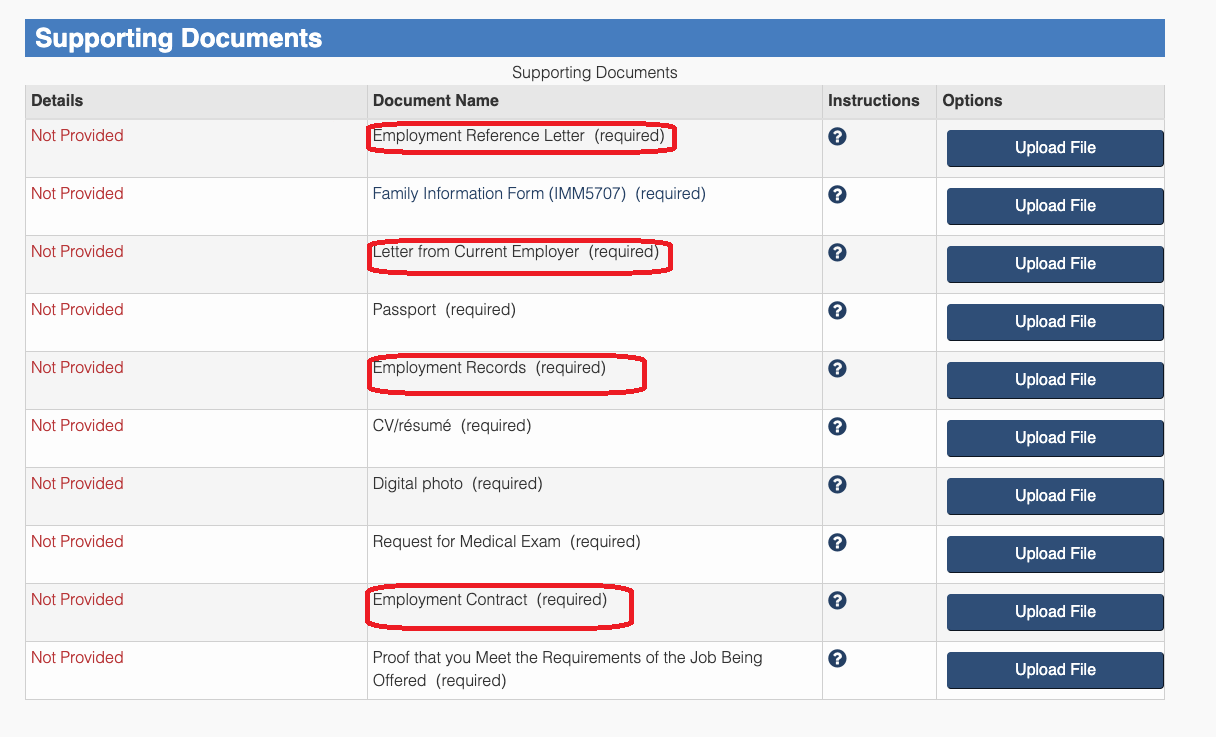 Supporting Documents
Supporting Documents
Details Document Name Instructions Options
Not Provided Employment Reference Letter (required) ? Upload File
Not Provided Family Information Form (IMM5707) (required) ? Upload File
Not Provided Letter from Current Employer (required) ? Upload File
Not Provided Passport (required) ? Upload File
Not Provided Employment Records (required) ? Upload File
Not Provided CV/résumé (required) ? Upload File
Not Provided Digital photo (required) ? Upload File
Not Provided Request for Medical Exam (required) ? Upload File
Not Provided Employment Contract (required) ? Upload File
Not Provided Proof that you Meet the Requirements of the Job Being ? Upload File
Offered (required)